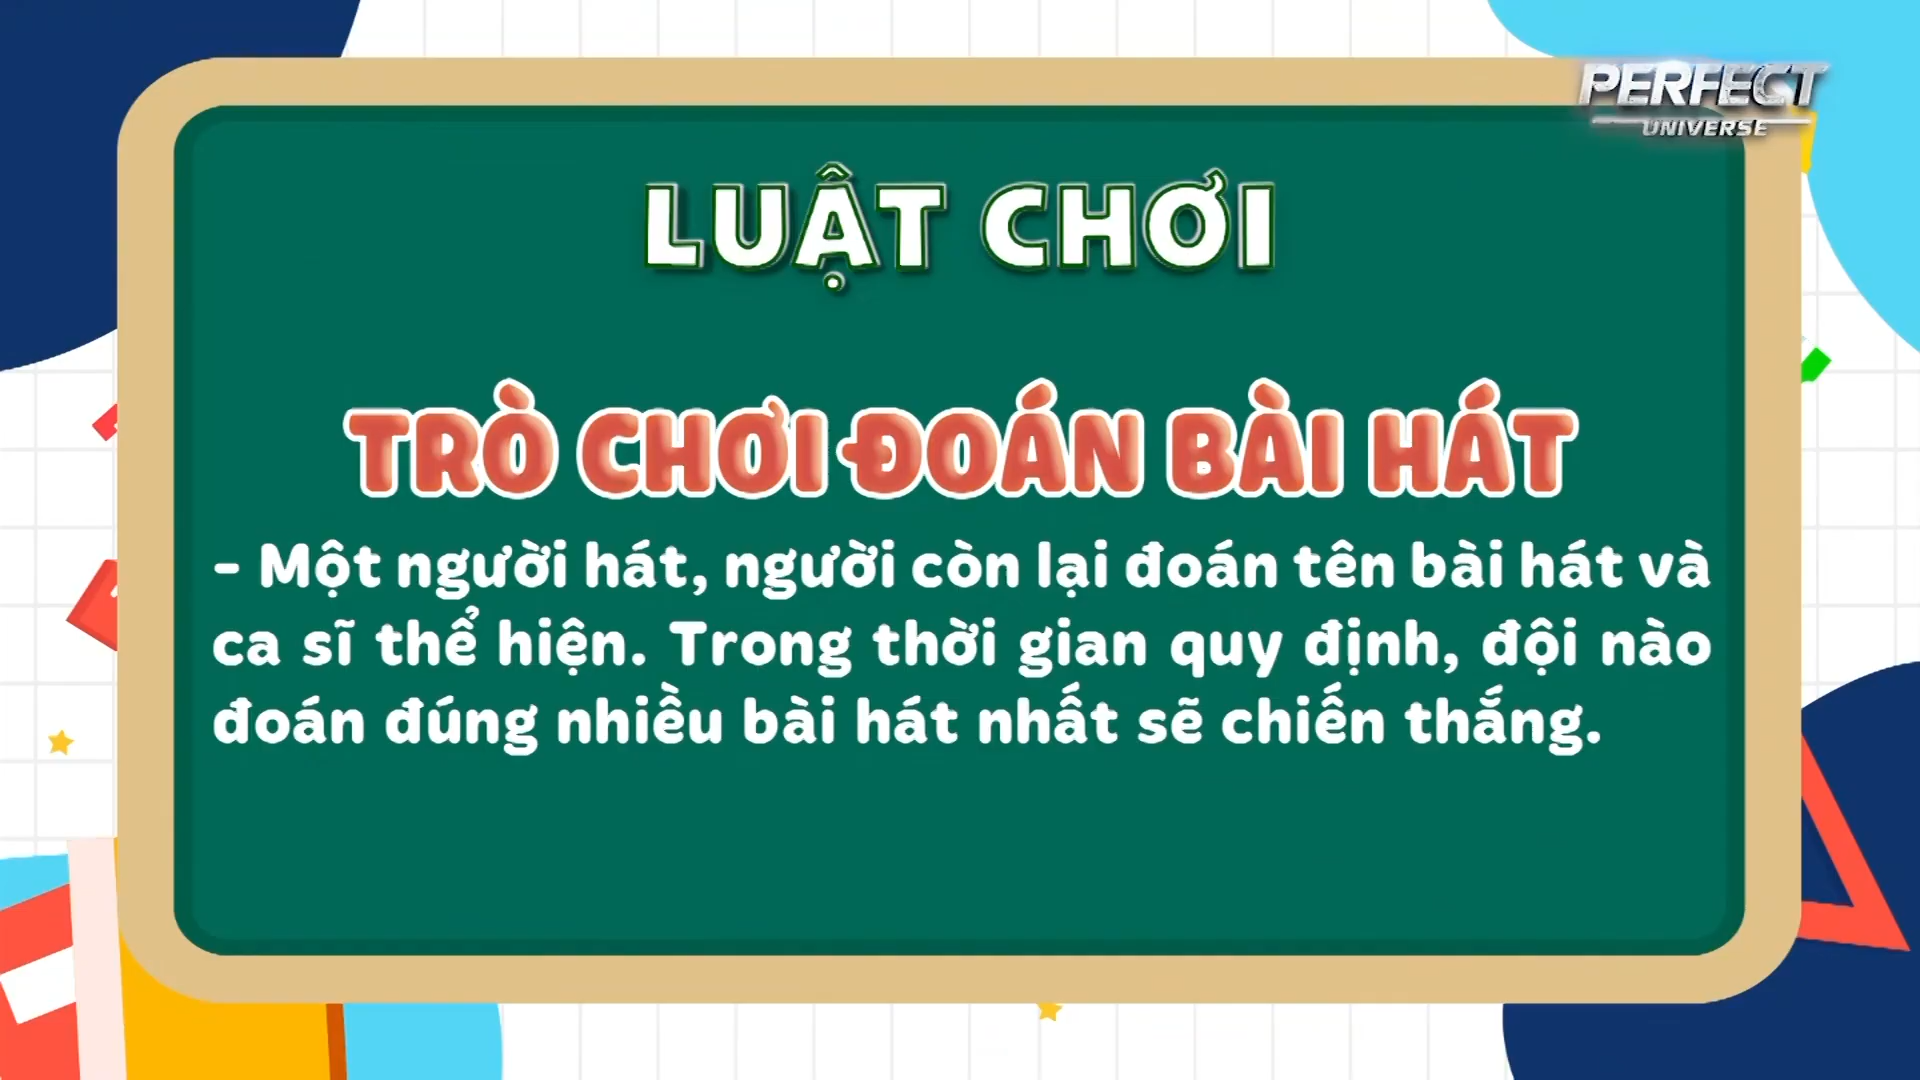 PERFECT
UNIVERSE
LUẬT CHƠI
TRÒ CHƠI ĐOÁN BÀI HÁT
- Một người hát, người còn lại đoán tên bài hát và
ca sĩ thể hiện. Trong thời gian quy định, đội nào
đoán đúng nhiều bài hát nhất sẽ chiến thắng.